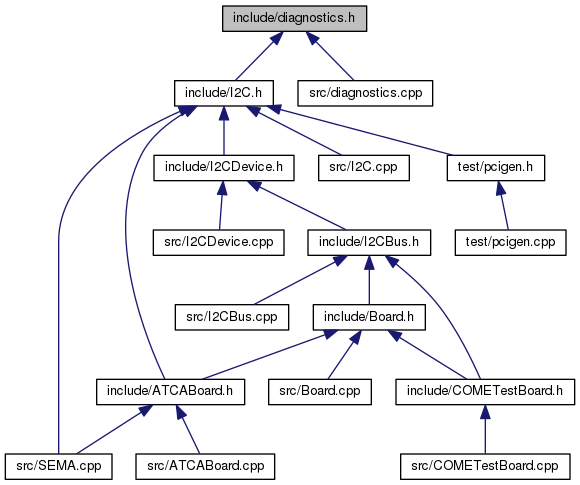 include/diagnostics.h
include/I2C.h
src/diagnostics.cpp
include/I2CDevice.h
src/I2C.cpp
test/pcigen.h
src/I2CDevice.cpp
include/I2CBus.h
test/pcigen.cpp
src/I2CBus.cpp
include/Board.h
include/ATCABoard.h
src/Board.cpp
include/COMETestBoard.h
src/SEMA.cpp
src/ATCABoard.cpp
src/COMETestBoard.cpp